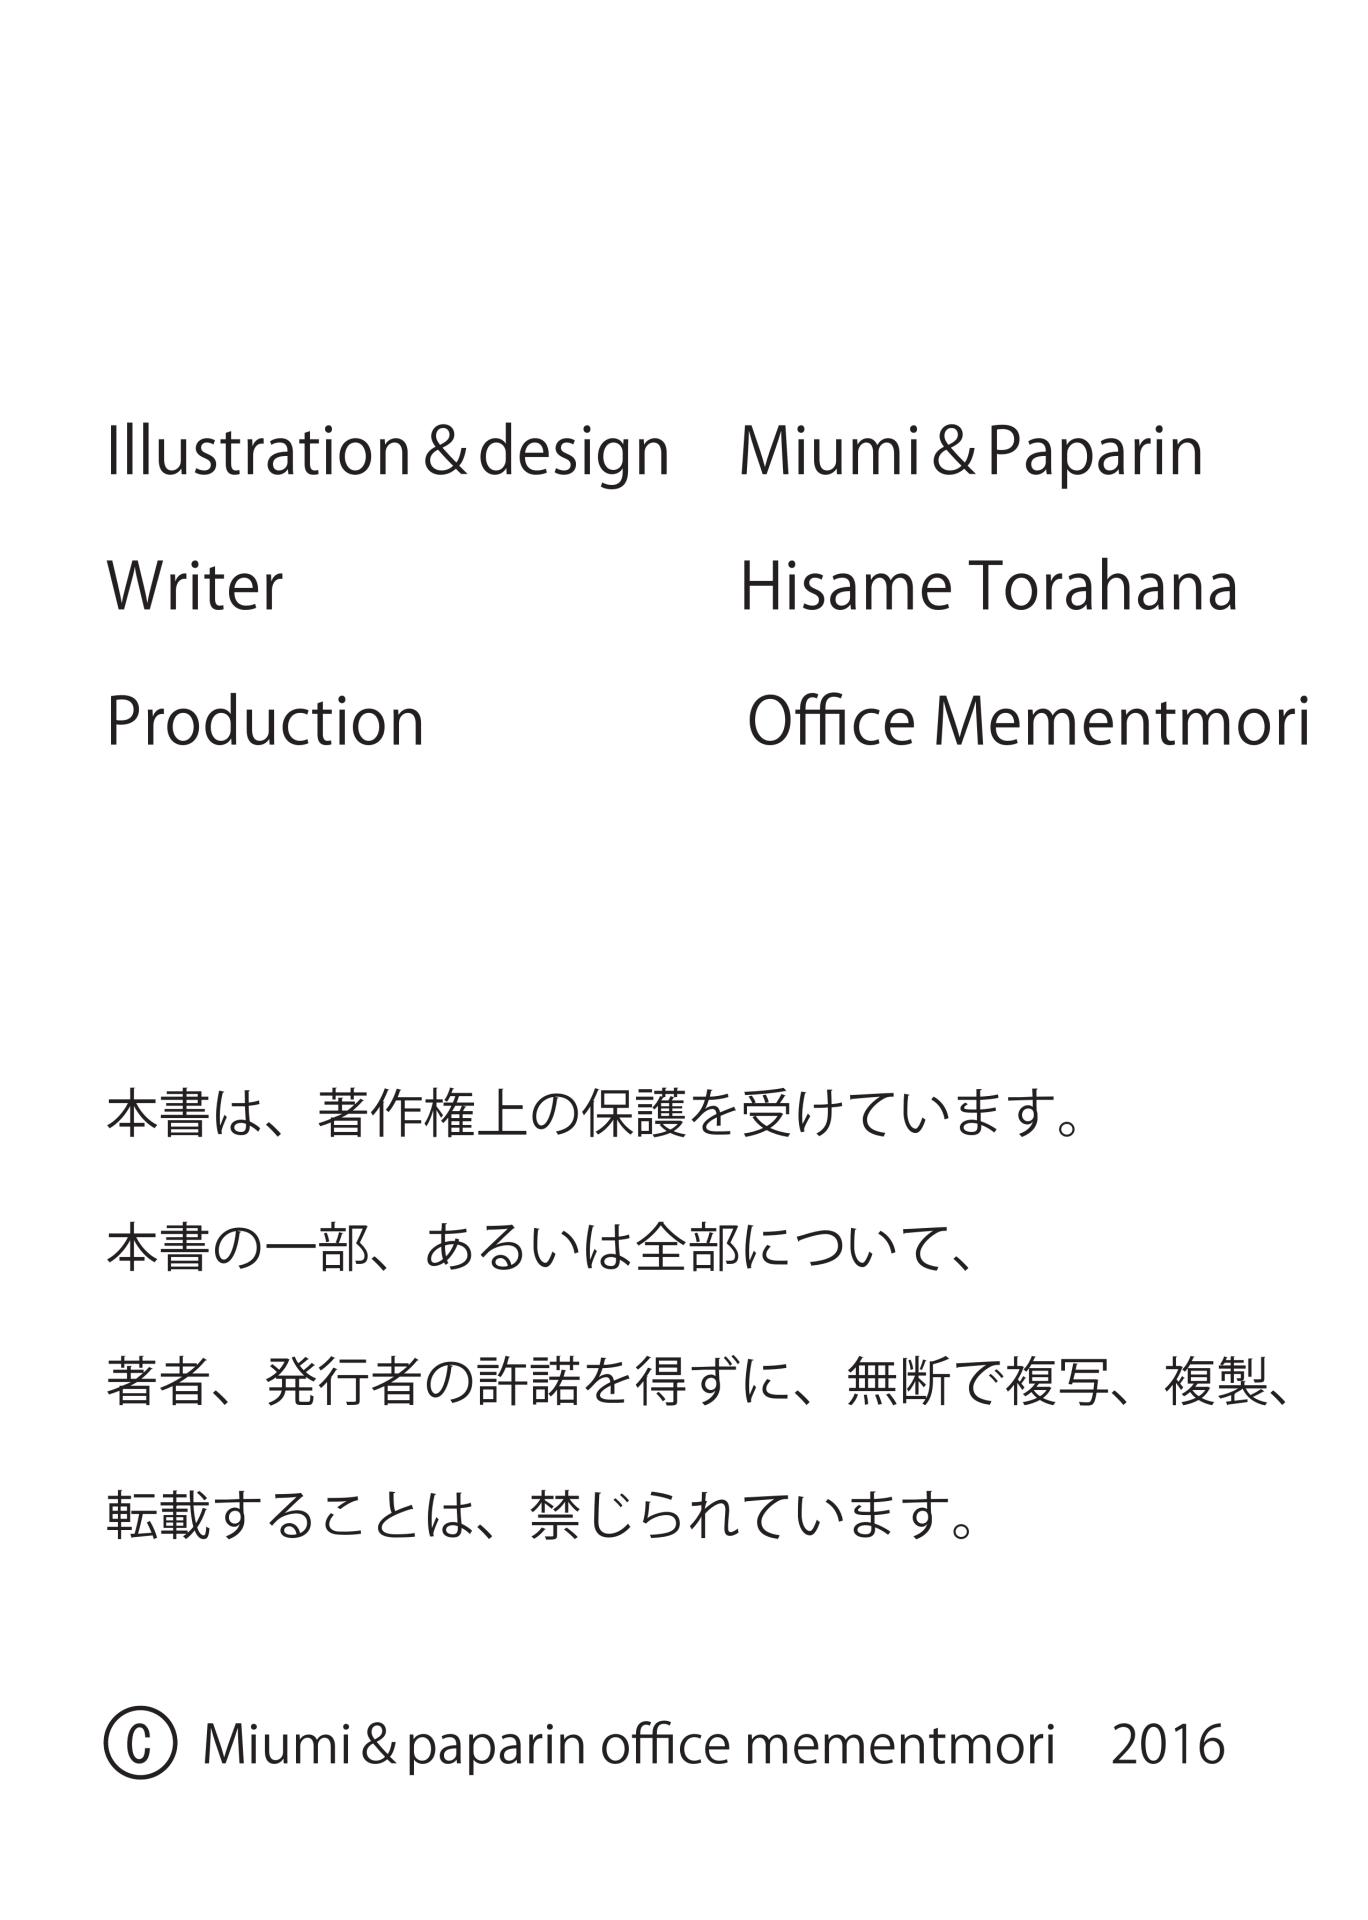 Illustration & design Miumi & Paparin
Writer Hisame Torahana
Production Office Mementmori
本書は、著作権上の保護を受けています。
本書の一部、あるいは全部について、
著者、発行者の許諾を得ずに、無断で複写、複製、
転載することは、禁じられています。
© Miumi & paparin office mementmori 2016